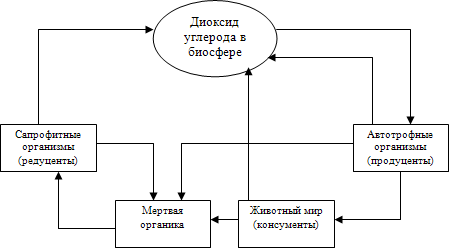 Диоксид
углерода в
биосфере
Сапрофитные
организмы
(редуценты)
Автотрофные
организмы
(продуценты)
Мертвая
органика
Животный мир
(консументы)